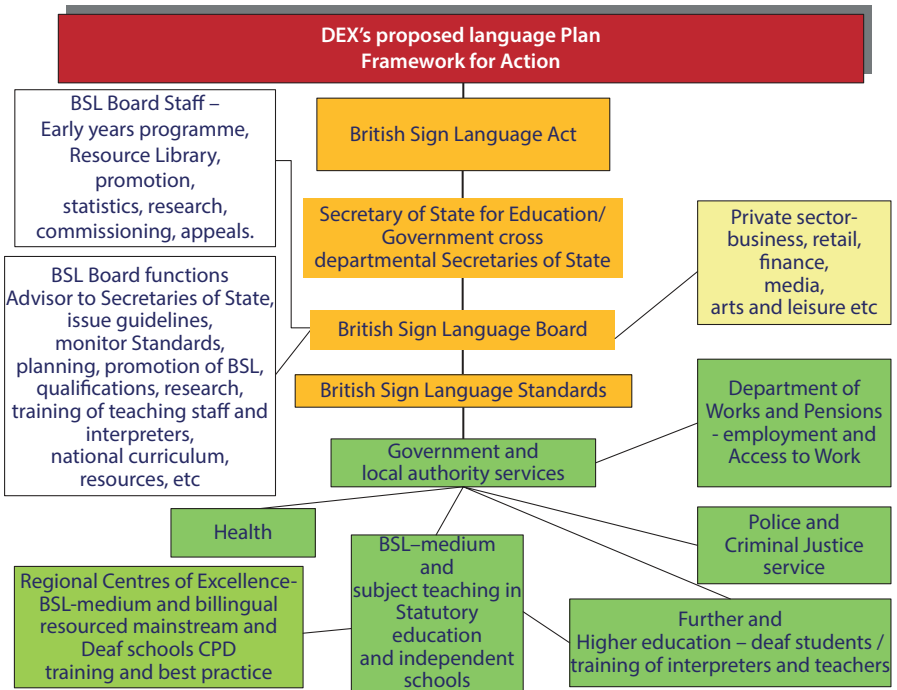 DEX's proposed language Plan
Framework for Action
BSL Board Staff –
Early years programme,
Resource Library,
promotion,
statistics, research,
commissioning, appeals.
British Sign Language Act
Secretary of State for Education/
Government cross
departmental Secretaries of State
Private sector-
business, retail,
finance,
media,
arts and leisure etc
BSL Board functions
Advisor to Secretaries of State,
issue guidelines,
monitor Standards,
planning, promotion of BSL,
qualifications, research,
training of teaching staff and
interpreters,
national curriculum,
resources, etc
British Sign Language Board
British Sign Language Standards
Government and
local authority services
Department of
Works and Pensions
- employment and
Access to Work
Health
Police and
Criminal Justice
service
Regional Centres of Excellence-
BSL-medium and billingual
resourced mainstream and
Deaf schools CPD
training and best practice
BSL–medium
and
subject teaching in
Statutory
education
and independent
schools
Further and
Higher education – deaf students /
training of interpreters and teachers